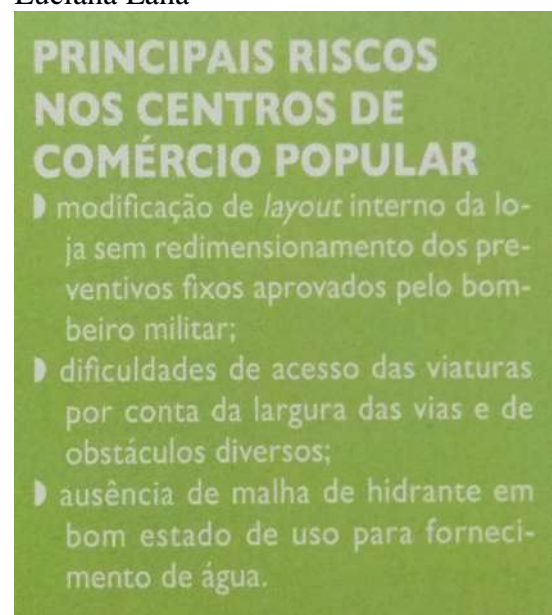 Luciana Lana
PRINCIPAIS RISCOS
NOS CENTROS DE
COMÉRCIO POPULAR
modificação de layout interno da lo-
ja sem redimensionamento dos pre-
ventivos fixos aprovados pelo bom-
beiro militar;
dificuldades de acesso das viaturas
por conta da largura das vias e de
obstáculos diversos;
ausência de malha de hidrante em
bom estado de uso para forneci-
mento de água.